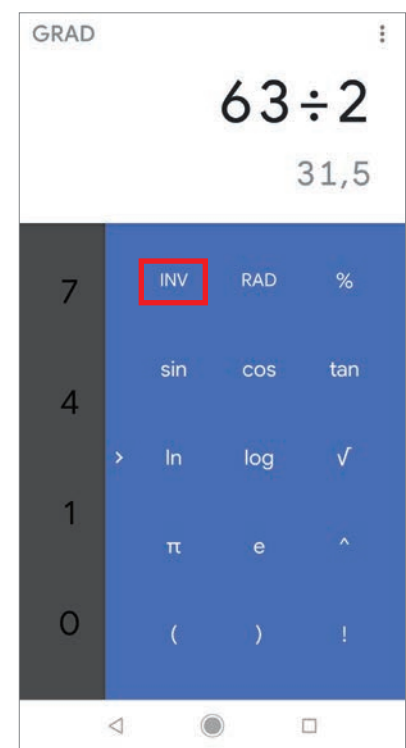 GRAD
63÷2
31,5
7 INV RAD %
sin cos tan
4
> ln log √
1
π e ^
0 ( ) !